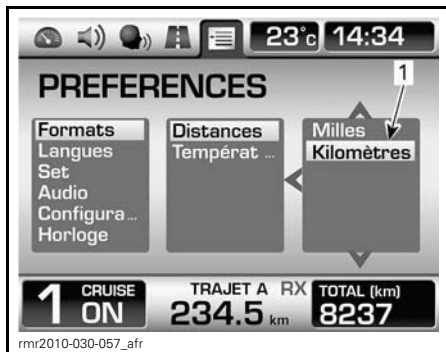 23°c 14:34
1
PREFERENCES
Formats
Langues
Set
Audio
Configura...
Horloge
Distances
Températ ...
Milles
Kilomètres
1 CRUISE ON
TRAJET A RX
234.5 km
TOTAL (km)
8237
rmr2010-030-057_afr